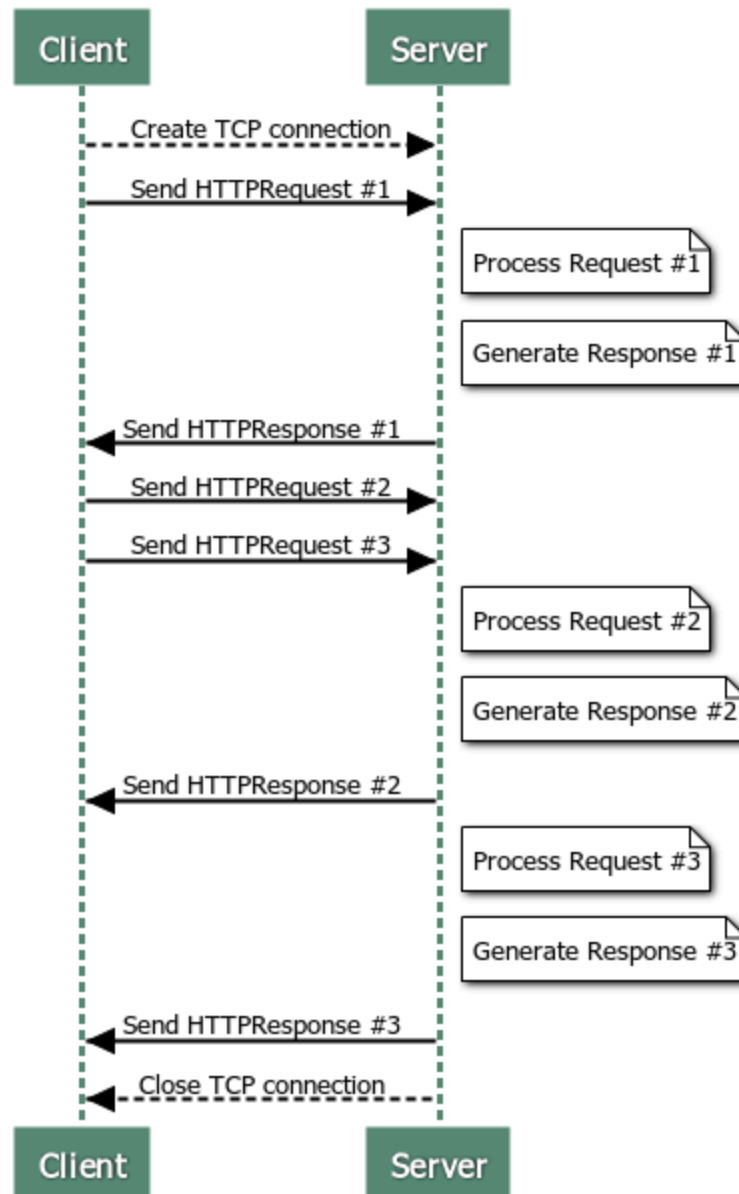 Client Server
Create TCP connection
Send HTTPRequest #1
Process Request #1
Generate Response #1
Send HTTPResponse #1
Send HTTPRequest #2
Send HTTPRequest #3
Process Request #2
Generate Response #2
Send HTTPResponse #2
Process Request #3
Generate Response #3
Send HTTPResponse #3
Close TCP connection
Client Server